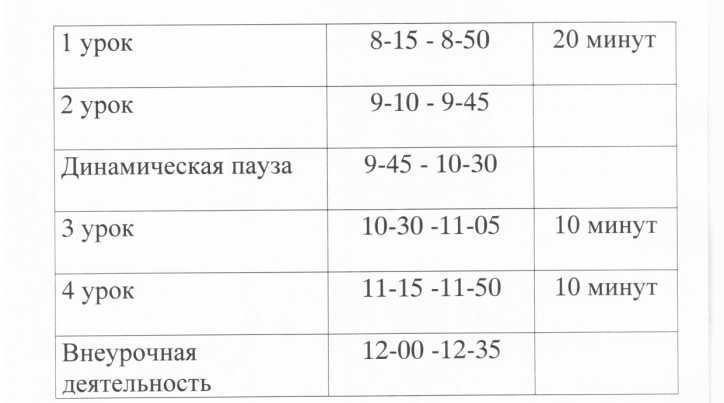 1 урок 8-15 - 8-50 20 минут
2 урок 9-10 - 9-45
Динамическая пауза 9-45 - 10-30
3 урок 10-30 -11-05 10 минут
4 урок 11-15 -11-50 10 минут
Внеурочная 12-00 -12-35
деятельность